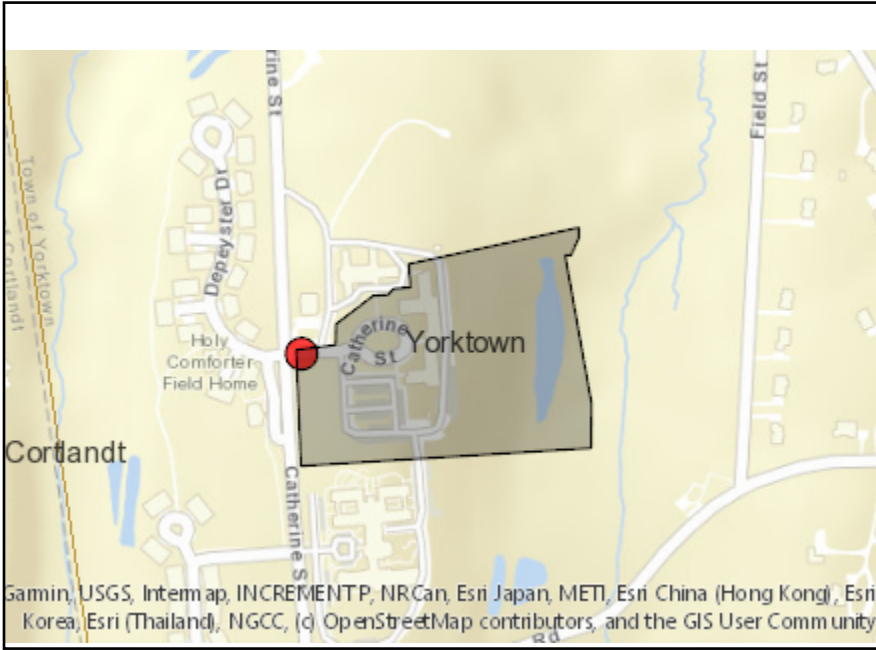 rine St
Field St
Town of Yorktown
Cortlandt
Depeyster Dr
Holy
Comforter
Field Home
Catherine
St
Yorktown
Cortlandt
Catherine S
Garmin, USGS, Intermap, INCREMENT P, NRCan, Esri Japan, METI, Esri China (Hong Kong), Esri
Korea, Esri (Thailand), NGCC, (c) OpenStreetMap contributors, and the GIS User Community
Rd